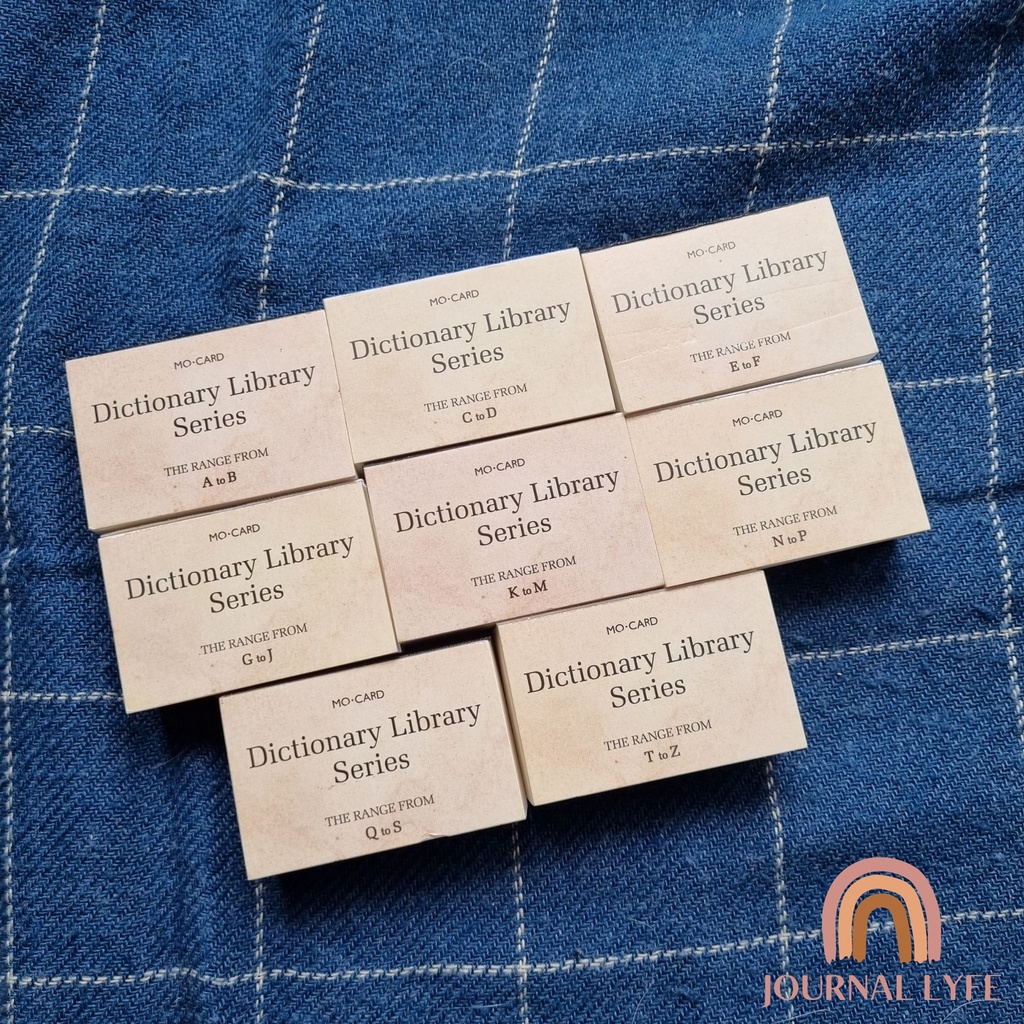 MO·CARD
Dictionary Library
Series
THE RANGE FROM
A to B
MO·CARD
Dictionary Library
Series
THE RANGE FROM
C to D
MO·CARD
Dictionary Library
Series
THE RANGE FROM
E to F
MO·CARD
Dictionary Library
Series
THE RANGE FROM
G to J
MO·CARD
Dictionary Library
Series
THE RANGE FROM
K to M
MO·CARD
Dictionary Library
Series
THE RANGE FROM
N to P
MO·CARD
Dictionary Library
Series
THE RANGE FROM
Q to S
MO·CARD
Dictionary Library
Series
THE RANGE FROM
T to Z
JOURNAL LYFE